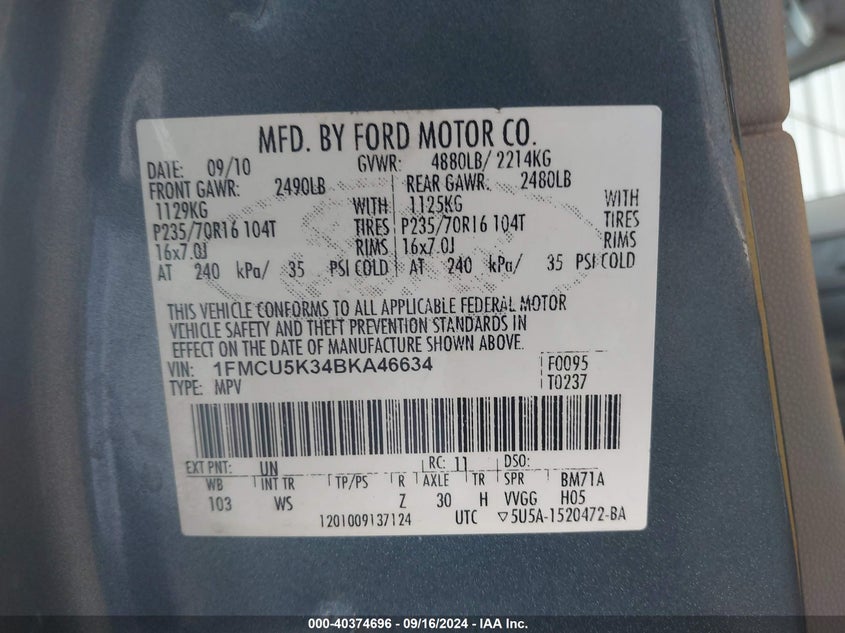 MFD. BY FORD MOTOR CO.
DATE: 09/10 GVWR: 4880LB/ 2214KG
FRONT GAWR: 2490LB REAR GAWR: 2480LB
1129KG WITH 1125KG WITH
P235/70R16 104T TIRES P235/70R16 104T TIRES
16x7.0J RIMS 16x7.0J RIMS
AT 240 kPa/ 35 PSI COLD AT 240 kPa/ 35 PSI COLD
THIS VEHICLE CONFORMS TO ALL APPLICABLE FEDERAL MOTOR
VEHICLE SAFETY AND THEFT PREVENTION STANDARDS IN
EFFECT ON THE DATE OF MANUFACTURE SHOWN ABOVE.
VIN: 1FMCU5K34BKA46634 F0095
TYPE: MPV T0237
EXT PNT: UN RC: 11 DSO:
WB INT TR TP/PS R AXLE TR SPR BM71A
103 WS Z 30 H VVGG H05
1201009137124 UTC ▽5U5A-1520472-BA
000-40374696 - 09/16/2024 - IAA Inc.